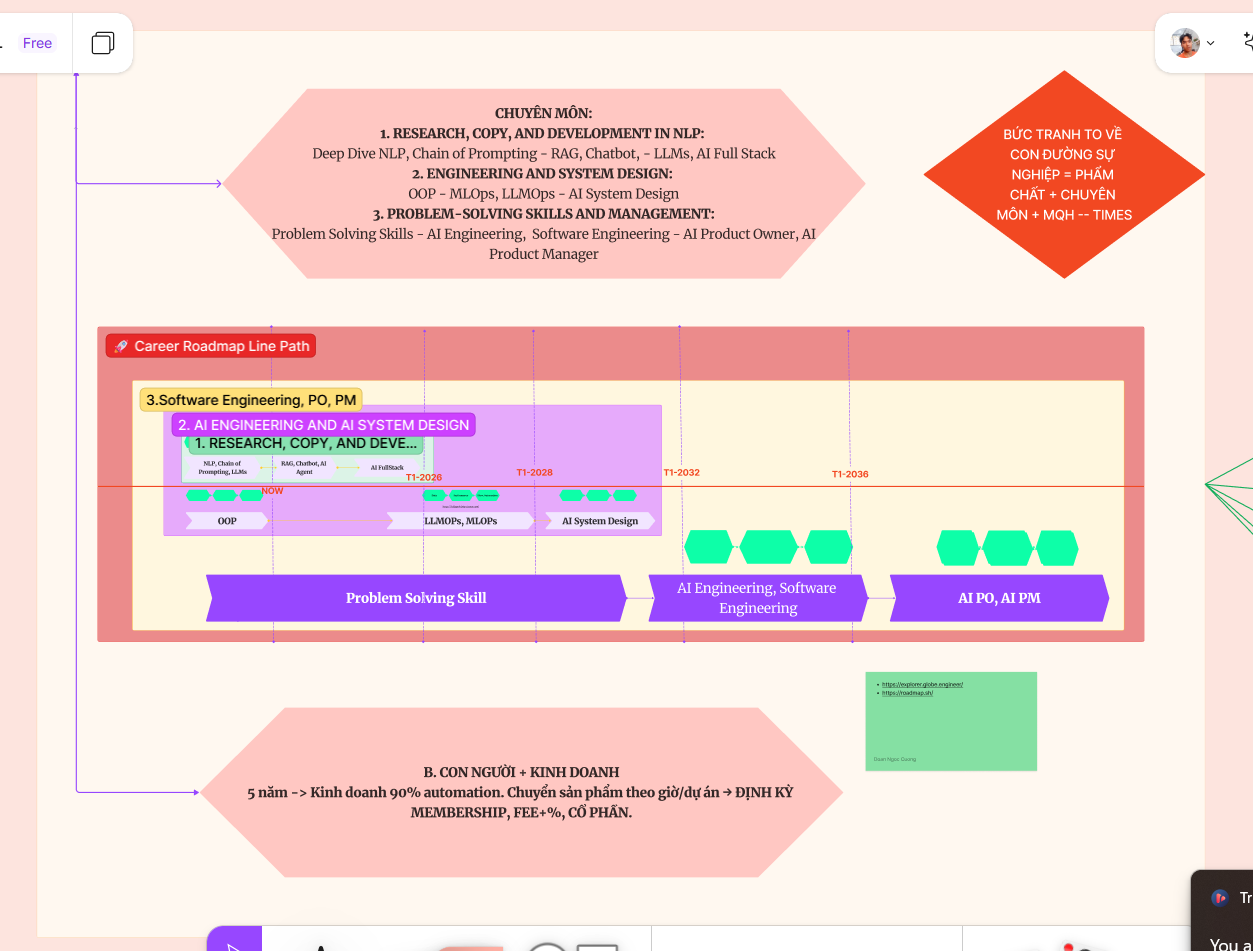 Free
CHUYÊN MÔN:
1. RESEARCH, COPY, AND DEVELOPMENT IN NLP:
Deep Dive NLP, Chain of Prompting - RAG, Chatbot, - LLMs, AI Full Stack
2. ENGINEERING AND SYSTEM DESIGN:
OOP - MLOps, LLMOps - AI System Design
3. PROBLEM-SOLVING SKILLS AND MANAGEMENT:
Problem Solving Skills - AI Engineering, Software Engineering - AI Product Owner, AI
Product Manager
BỨC TRANH TO VỀ
CON ĐƯỜNG SỰ
NGHIỆP = PHẨM
CHẤT + CHUYÊN
MÔN + MQH -- TIMES
🚀 Career Roadmap Line Path
3.Software Engineering, PO, PM
2. AI ENGINEERING AND AI SYSTEM DESIGN
1. RESEARCH, COPY, AND DEVE...
NLP, Chain of
Prompting, LLMs
RAG, Chatbot, AI
Agent
AI FullStack
T1-2026
T1-2028
T1-2032
T1-2036
NOW
OOP
LLMOPs, MLOPs
AI System Design
Problem Solving Skill
AI Engineering, Software
Engineering
AI PO, AI PM
https://explorer.globe.engineer/
https://roadmap.sh/
Doan Ngoc Cuong
B. CON NGƯỜI + KINH DOANH
5 năm -> Kinh doanh 90% automation. Chuyển sản phẩm theo giờ/dự án → ĐỊNH KỲ
MEMBERSHIP, FEE+%, CỔ PHẦN.
Tr
You a